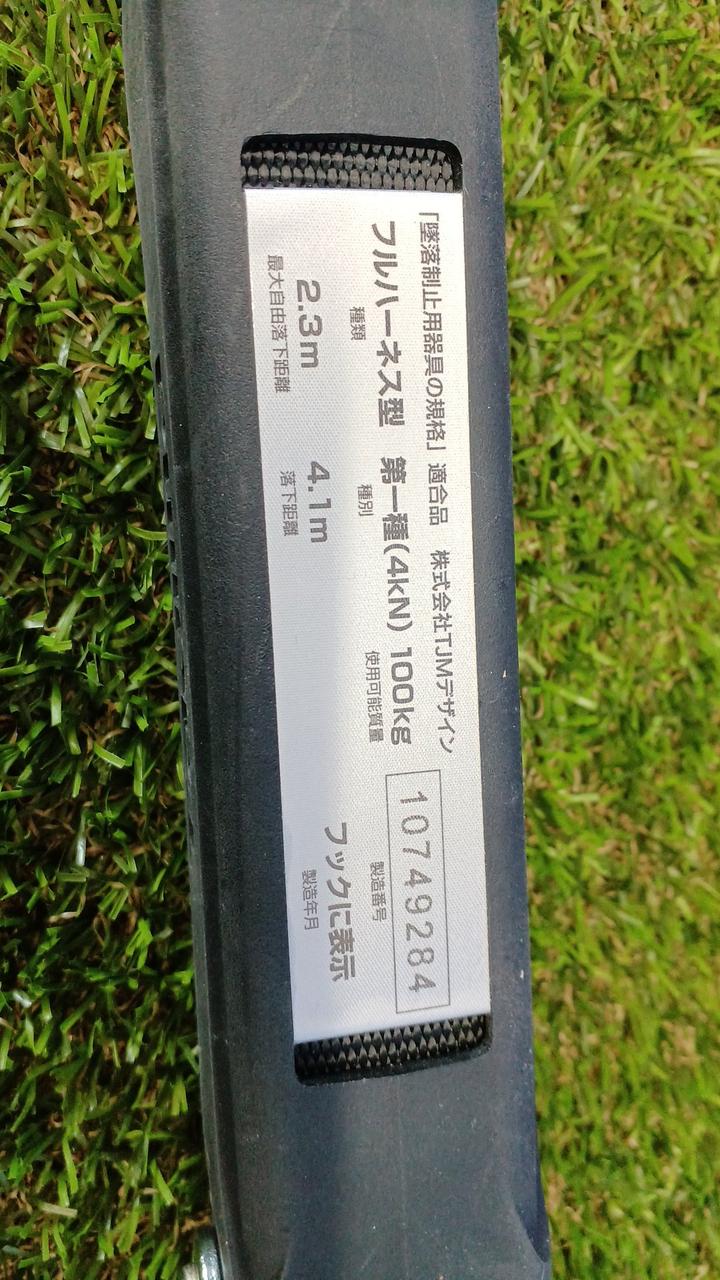 「墜落制止用器具の規格」 適合品 株式会社TJMデザイン
フルハーネス型 第一種(4kN) 100kg 10749284
種類 種別 使用可能質量 製造番号
2.3m 4.1m フックに表示
最大自由落下距離 落下距離 製造年月